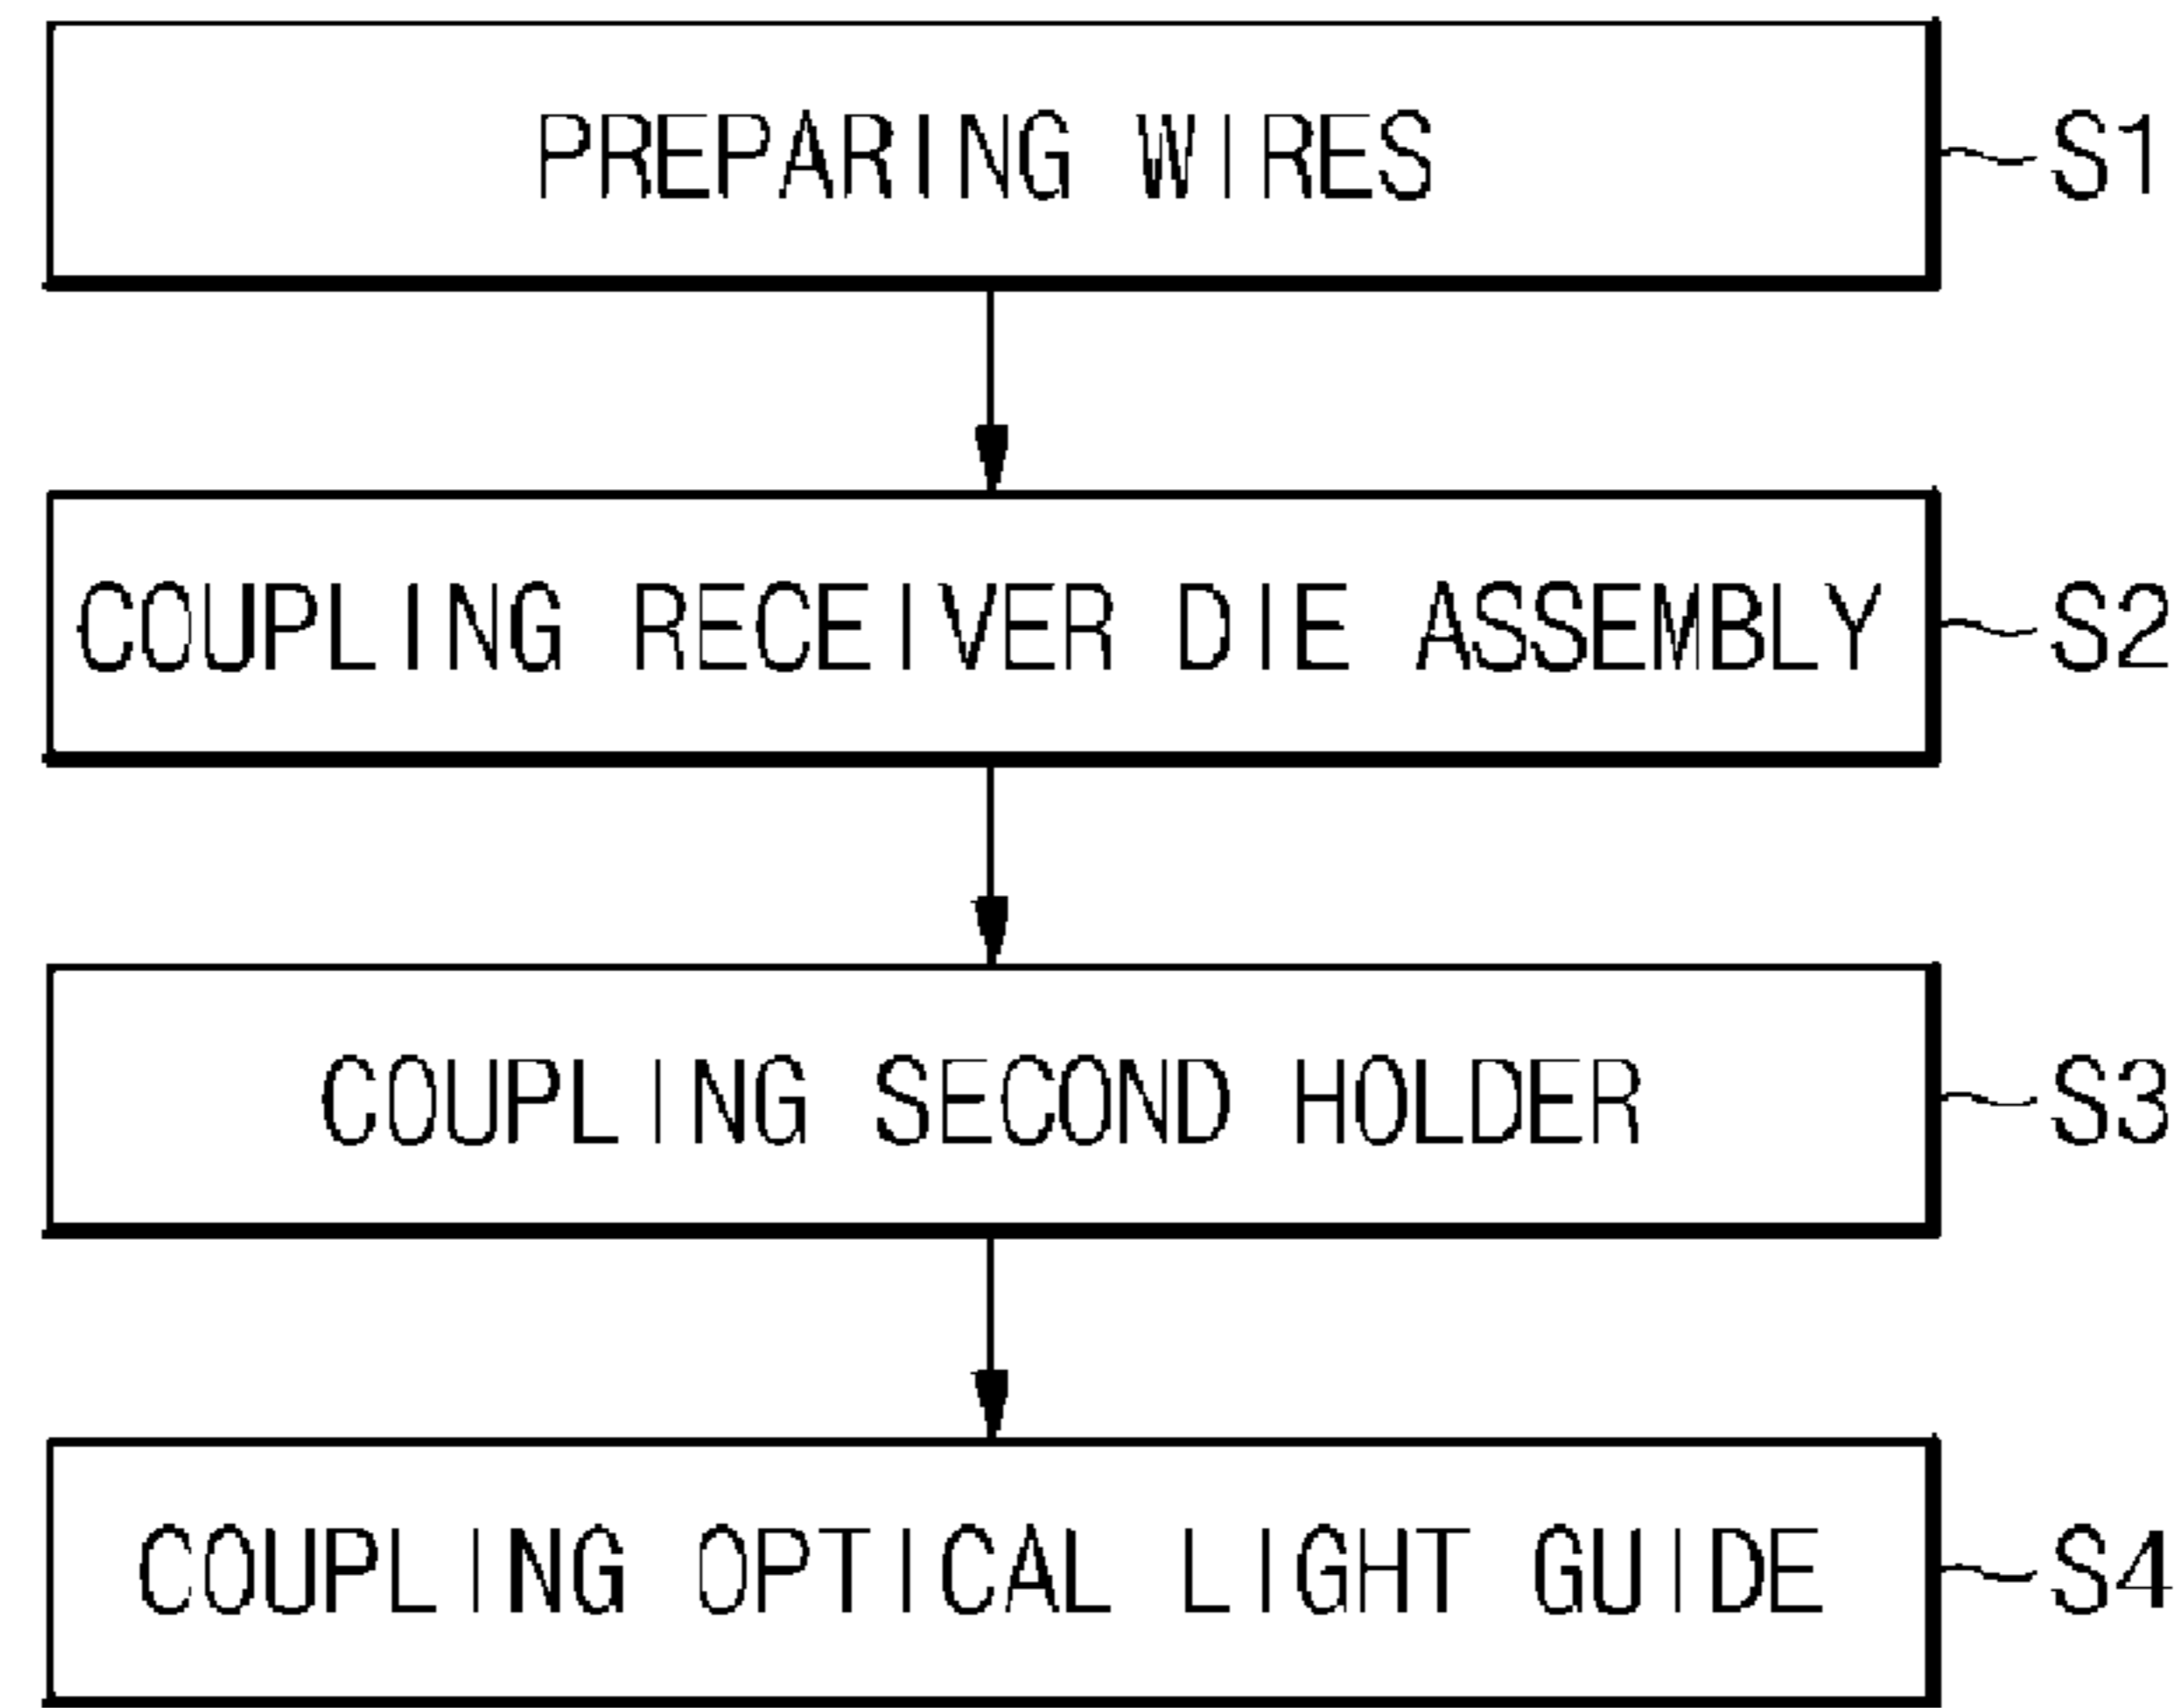 PREPARING WIRES S1
COUPLING RECEIVER DIE ASSEMBLY S2
COUPLING SECOND HOLDER S3
COUPLING OPTICAL LIGHT GUIDE S4